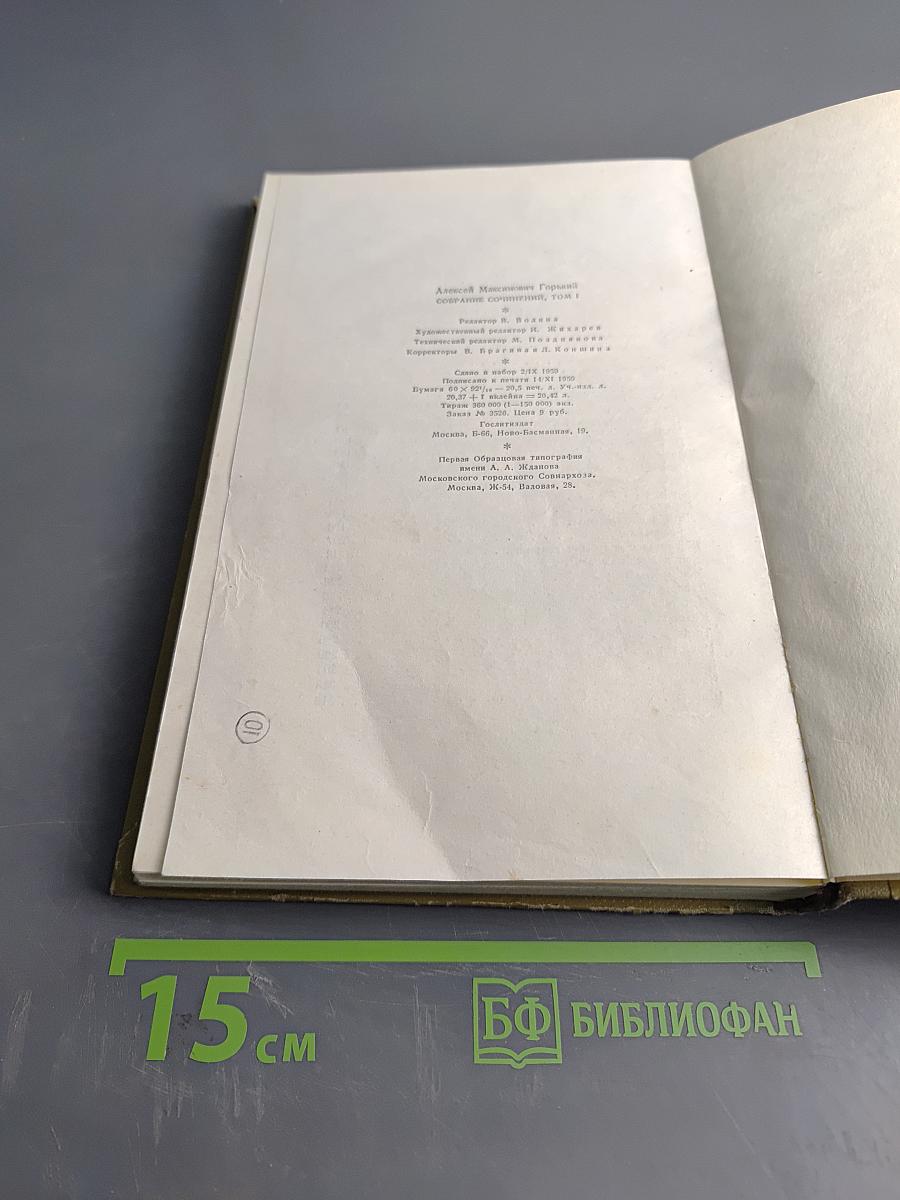 Алексей Максимович Горький
СОБРАНИЕ СОЧИНЕНИЙ, ТОМ I
*
Редактор В. Волина
Художественный редактор И. Жихарев
Технический редактор М. Позднякова
Корректоры В. Брагина и Л. Коншина
*
Сдано в набор 2/IX 1959
Подписано к печати 14/XI 1959
Бумага 60 × 92¹/₁₆ — 20,5 печ. л. Уч.-изд. л.
20,37 + 1 вклейка = 20,42 л.
Тираж 360 000 (1—150 000) экз.
Заказ № 3526. Цена 9 руб.
Гослитиздат
Москва, Б-66, Ново-Басманная, 19.
*
Первая Образцовая типография
имени А. А. Жданова
Московского городского Совнархоза.
Москва, Ж-54, Валовая, 28.
10
15 см
БФ БИБЛИОФАН